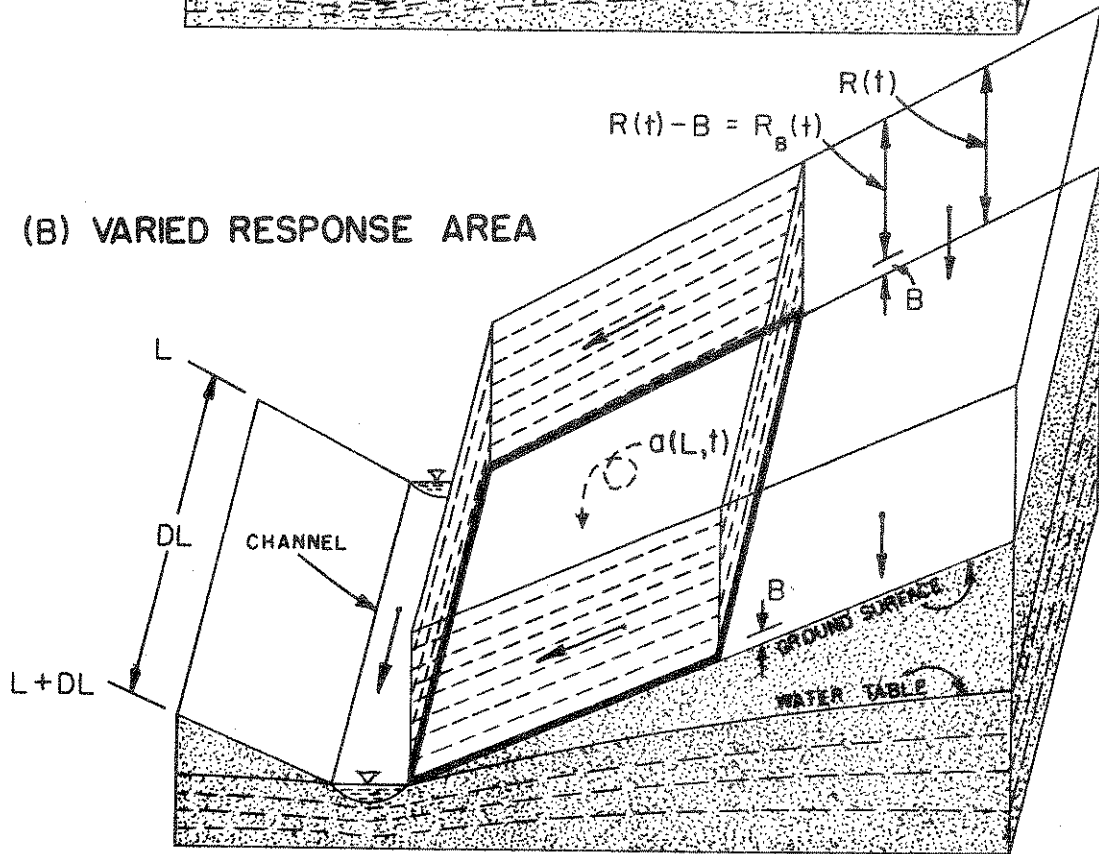 R(t)
R(t) - B = R_B(t)
(B) VARIED RESPONSE AREA
B
L
a(L,t)
DL
CHANNEL
B
GROUND SURFACE
L + DL
WATER TABLE